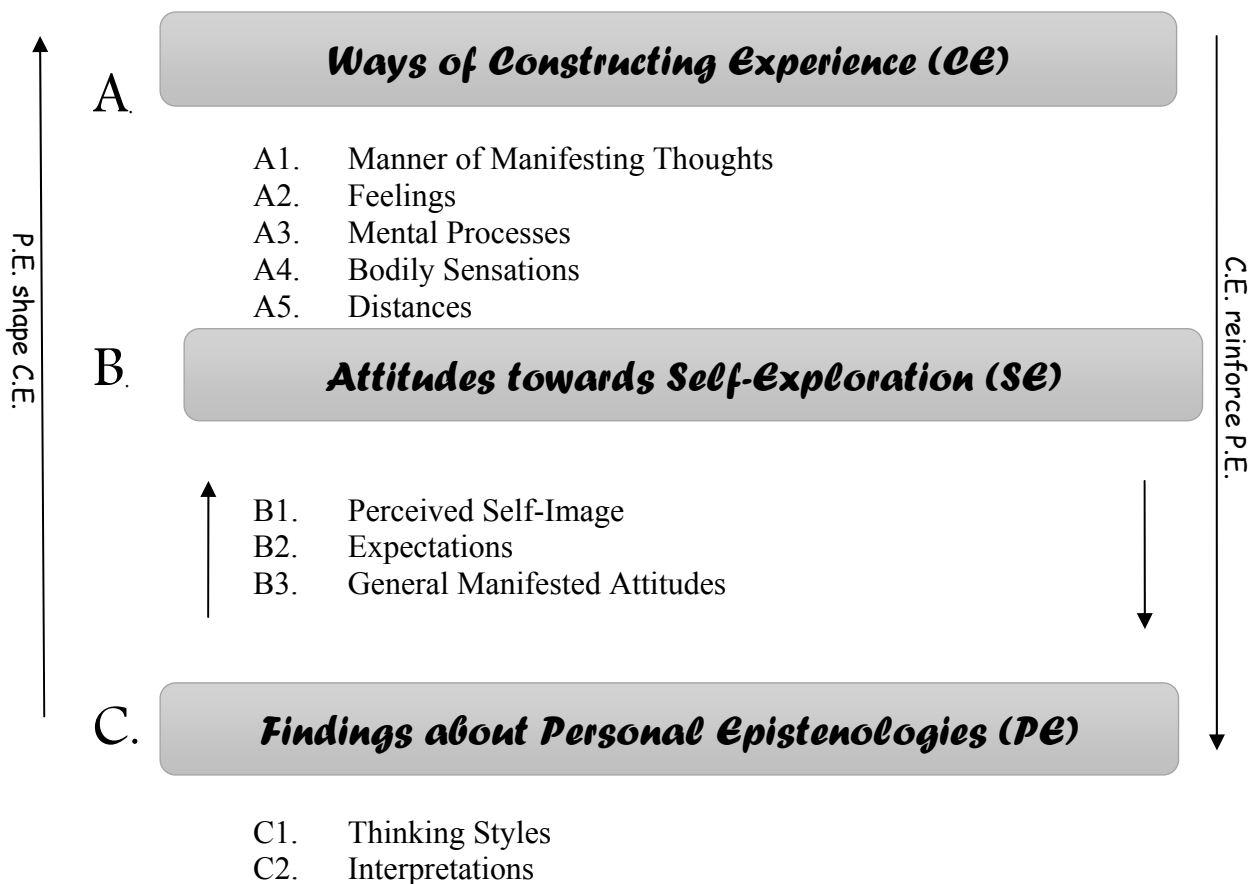 Ways of Constructing Experience (CE)
A.
A1. Manner of Manifesting Thoughts
A2. Feelings
A3. Mental Processes
A4. Bodily Sensations
A5. Distances
P.E. shape C.E.
C.E. reinforce P.E.
B.
Attitudes towards Self-Exploration (SE)
B1. Perceived Self-Image
B2. Expectations
B3. General Manifested Attitudes
C.
Findings about Personal Epistenologies (PE)
C1. Thinking Styles
C2. Interpretations